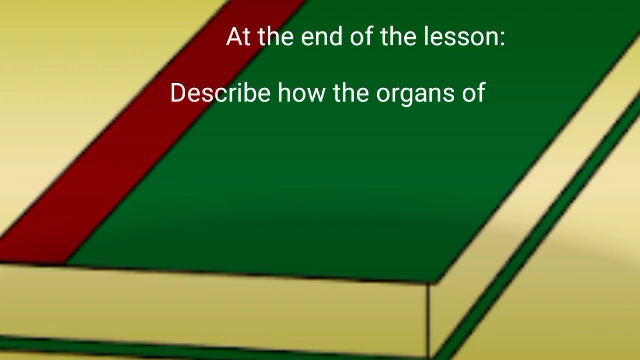 At the end of the lesson:
Describe how the organs of